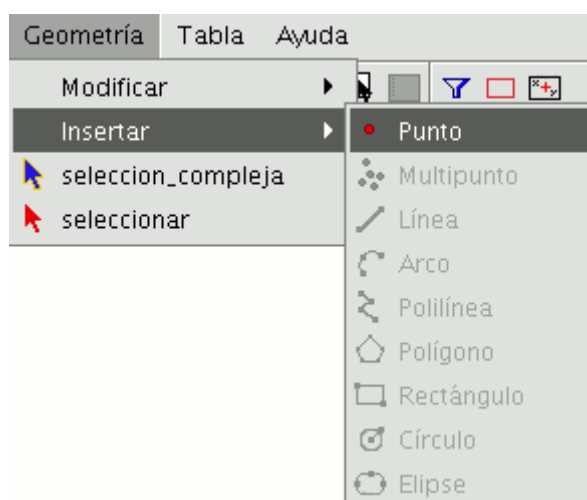 Geometría Tabla Ayuda
Modificar
Insertar
seleccion_compleja
seleccionar
Punto
Multipunto
Línea
Arco
Polilínea
Polígono
Rectángulo
Círculo
Elipse